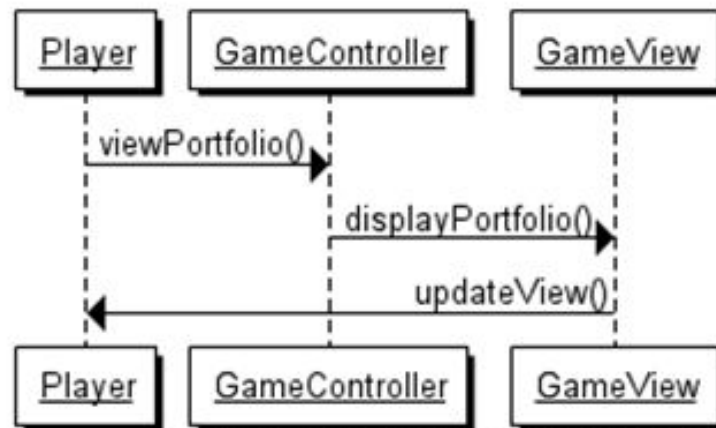 Player GameController GameView
viewPortfolio()
displayPortfolio()
updateView()
Player GameController GameView